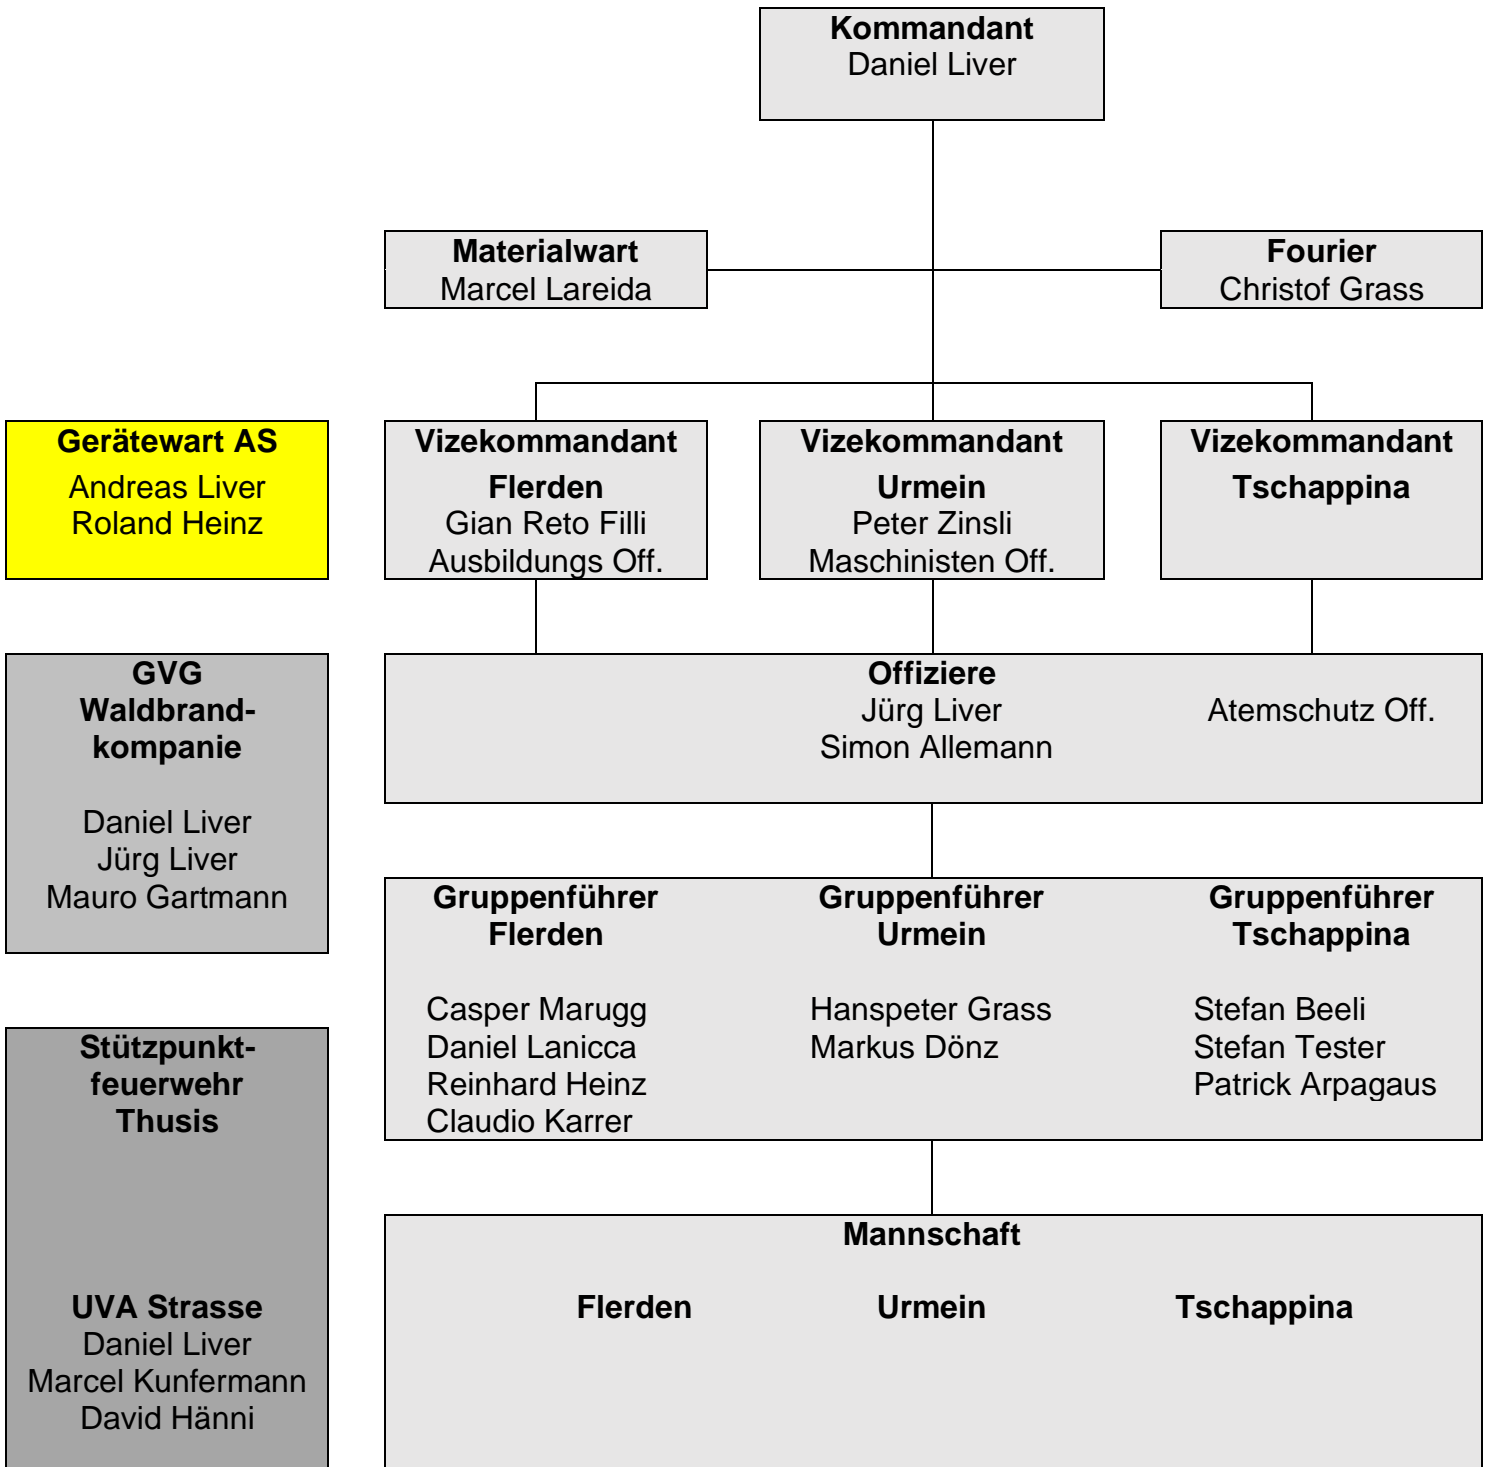 Kommandant
Daniel Liver
Materialwart
Marcel Lareida
Fourier
Christof Grass
Gerätewart AS
Andreas Liver
Roland Heinz
Vizekommandant
Flerden
Gian Reto Filli
Ausbildungs Off.
Vizekommandant
Urmein
Peter Zinsli
Maschinisten Off.
Vizekommandant
Tschappina
GVG
Waldbrand-
kompanie
Daniel Liver
Jürg Liver
Mauro Gartmann
Offiziere
Jürg Liver
Simon Allemann
Atemschutz Off.
Gruppenführer
Flerden
Casper Marugg
Daniel Lanicca
Reinhard Heinz
Claudio Karrer
Gruppenführer
Urmein
Hanspeter Grass
Markus Dönz
Gruppenführer
Tschappina
Stefan Beeli
Stefan Tester
Patrick Arpagaus
Stützpunkt-
feuerwehr
Thusis
UVA Strasse
Daniel Liver
Marcel Kunfermann
David Hänni
Mannschaft
Flerden
Urmein
Tschappina